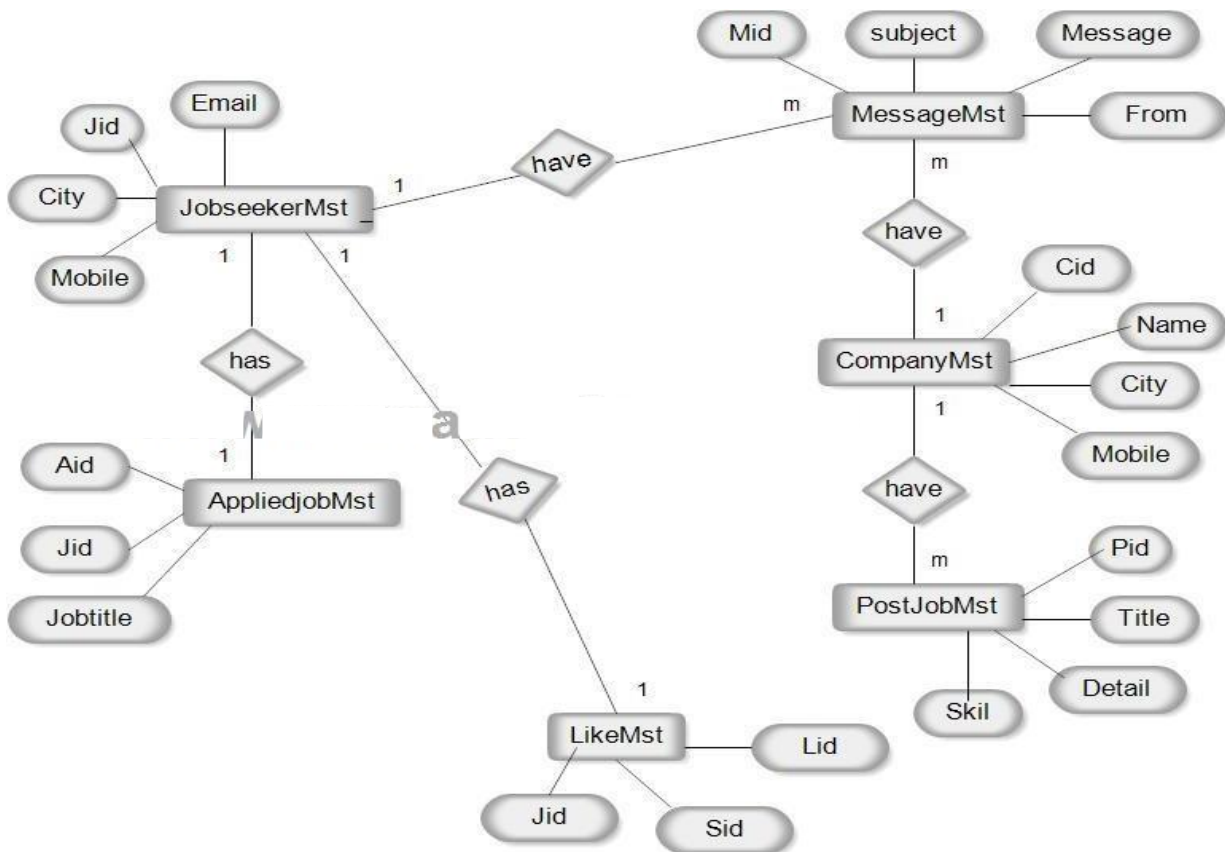 Mid
subject
Message
Email
Jid
m
MessageMst
From
have
m
City
1
JobseekerMst
have
1
1
Mobile
Cid
1
Name
has
CompanyMst
City
1
a
Mobile
Aid
1
has
have
AppliedjobMst
Jid
m
Pid
PostJobMst
Jobtitle
Title
Detail
1
Skil
LikeMst
Lid
Jid
Sid